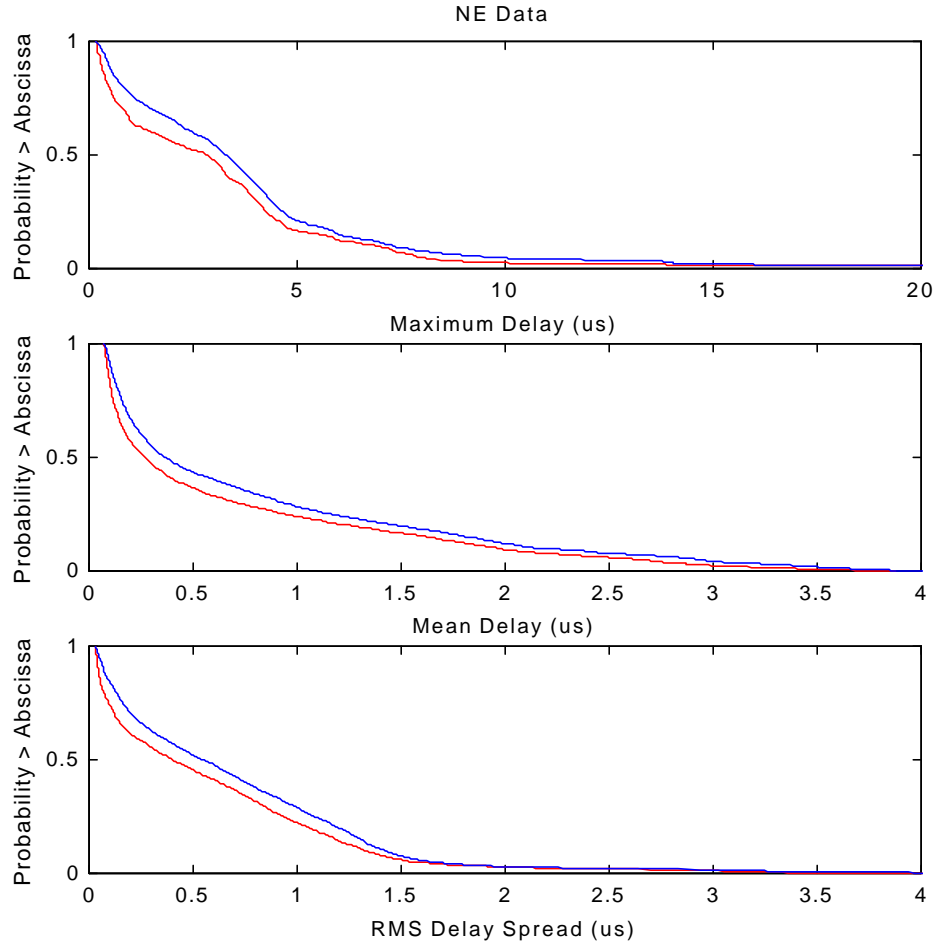 NE Data
Probability > Abscissa
1
0.5
0
0 5 10 15 20
Maximum Delay (us)
Probability > Abscissa
1
0.5
0
0 0.5 1 1.5 2 2.5 3 3.5 4
Mean Delay (us)
Probability > Abscissa
1
0.5
0
0 0.5 1 1.5 2 2.5 3 3.5 4
RMS Delay Spread (us)